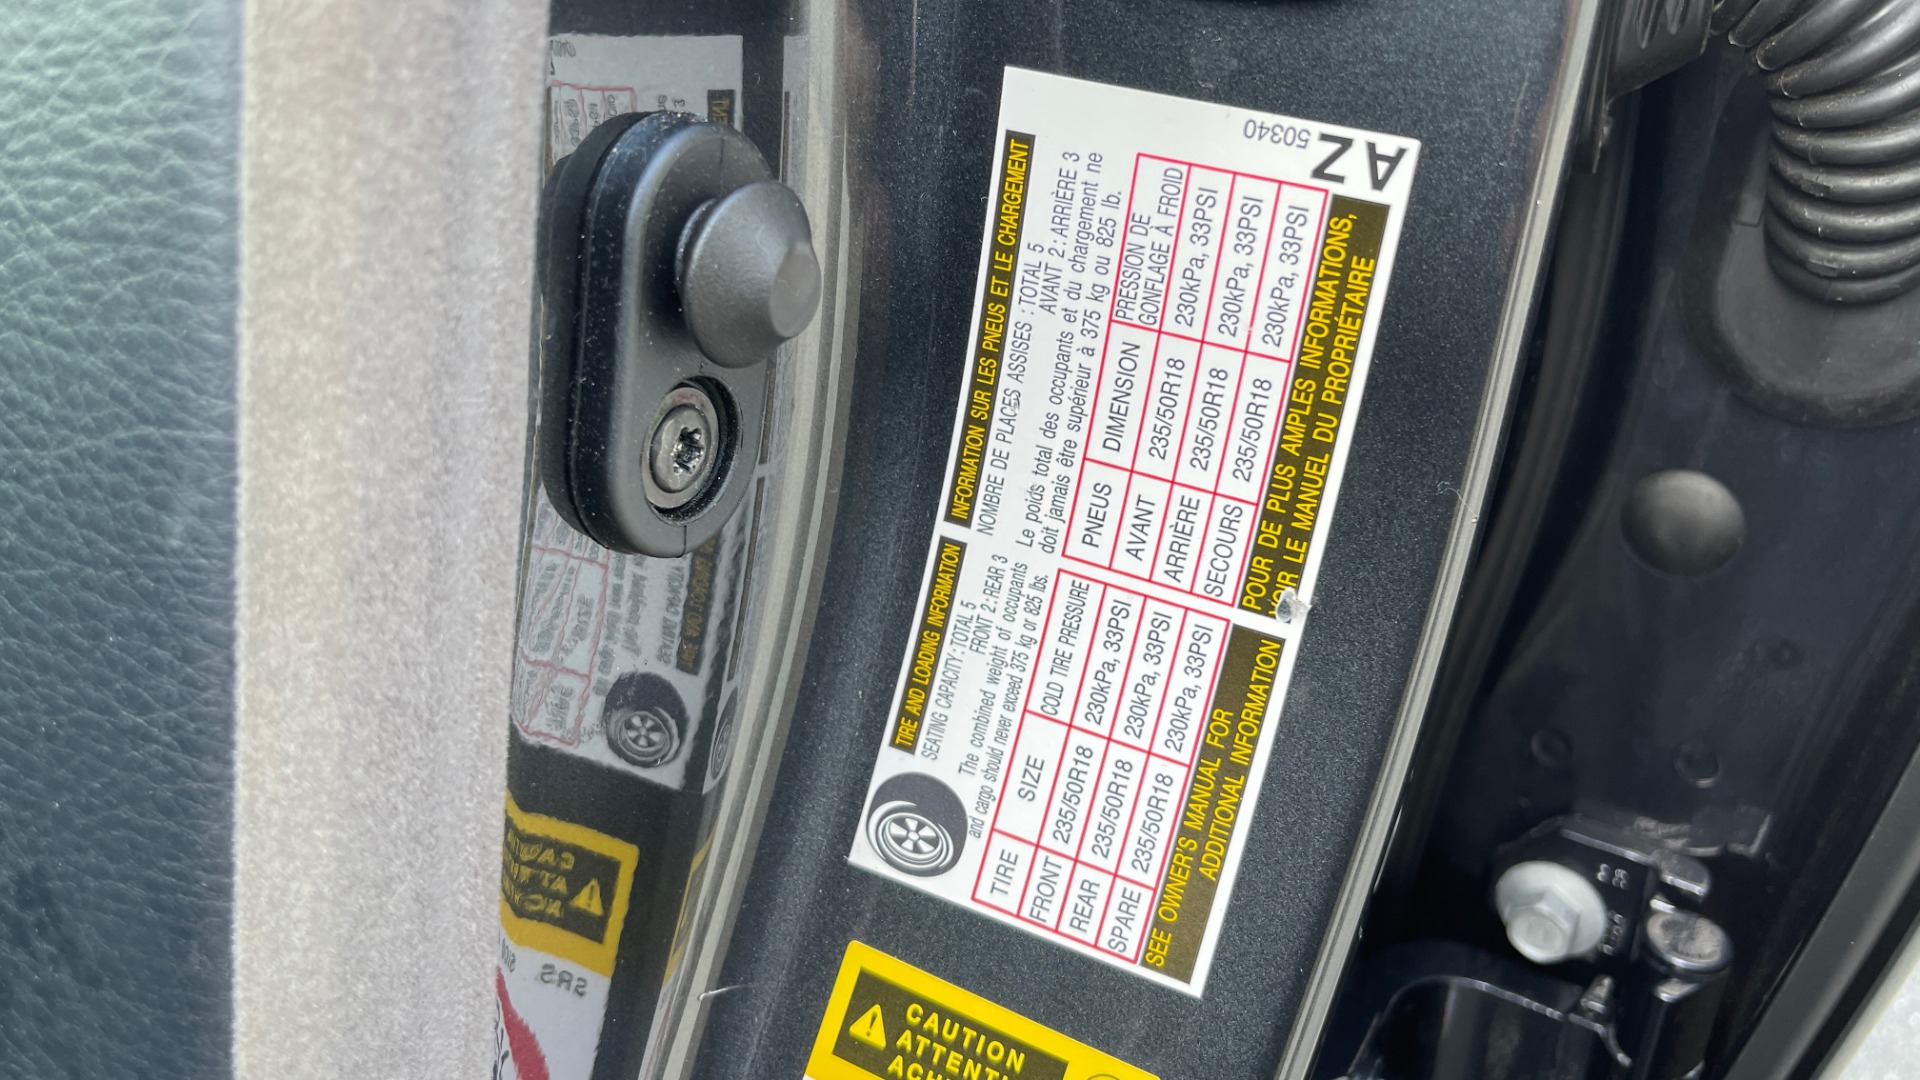 TIRE AND LOADING INFORMATION
SEATING CAPACITY : TOTAL 5
FRONT 2 : REAR 3
The combined weight of occupants
and cargo should never exceed 375 kg or 825 lbs.
TIRE SIZE COLD TIRE PRESSURE
FRONT 235/50R18 230kPa, 33PSI
REAR 235/50R18 230kPa, 33PSI
SPARE 235/50R18 230kPa, 33PSI
SEE OWNER'S MANUAL FOR
ADDITIONAL INFORMATION
INFORMATION SUR LES PNEUS ET LE CHARGEMENT
NOMBRE DE PLACES ASSISES : TOTAL 5
AVANT 2 : ARRIÈRE 3
Le poids total des occupants et du chargement ne
doit jamais être supérieur à 375 kg ou 825 lb.
PNEUS DIMENSION PRESSION DE
GONFLAGE À FROID
AVANT 235/50R18 230kPa, 33PSI
ARRIÈRE 235/50R18 230kPa, 33PSI
SECOURS 235/50R18 230kPa, 33PSI
POUR DE PLUS AMPLES INFORMATIONS,
VOIR LE MANUEL DU PROPRIÉTAIRE
50340
AZ
CAUTION
SRS